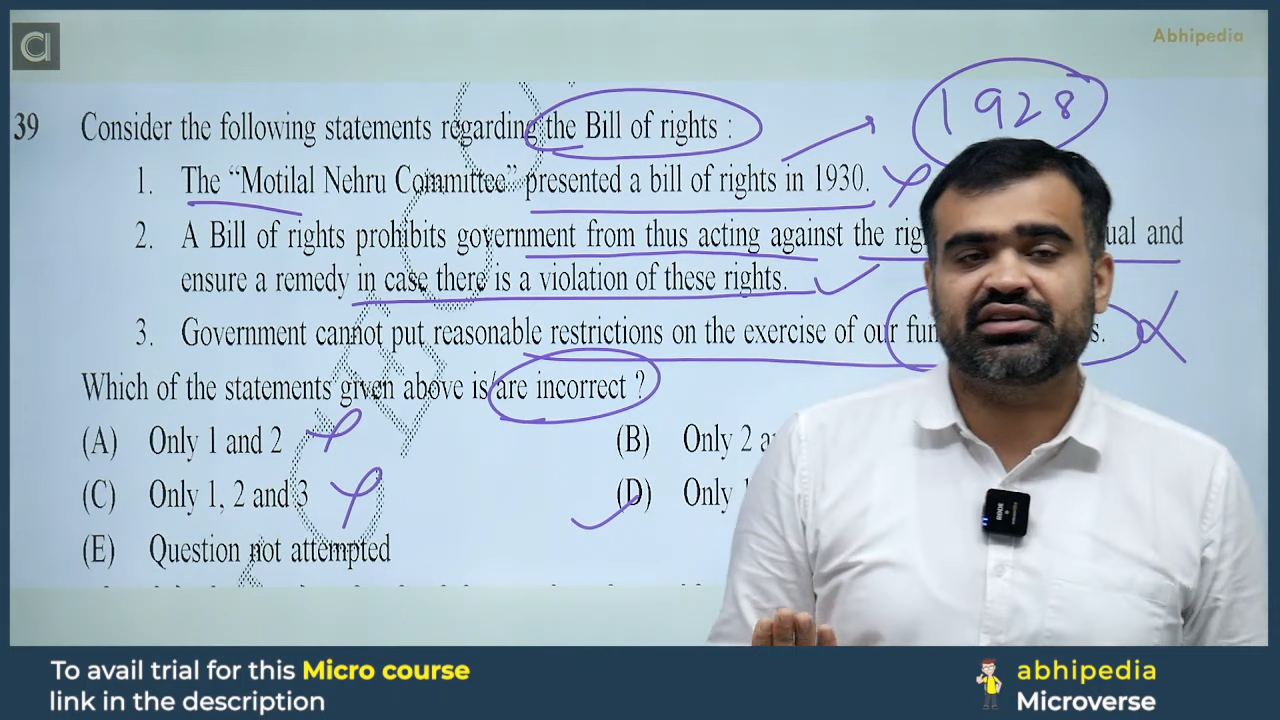 Abhipedia
1928
39 Consider the following statements regarding the Bill of rights :
1. The “Motilal Nehru Committee” presented a bill of rights in 1930.
2. A Bill of rights prohibits government from thus acting against the
and
ensure a remedy in case there is a violation of these rights.
3. Government cannot put reasonable restrictions on the exercise of our
Which of the statements given above is/are incorrect ?
(A) Only 1 and 2 (B) Only 2
(C) Only 1, 2 and 3 (D) Only
(E) Question not attempted
To avail trial for this Micro course
link in the description
abhipedia
Microverse